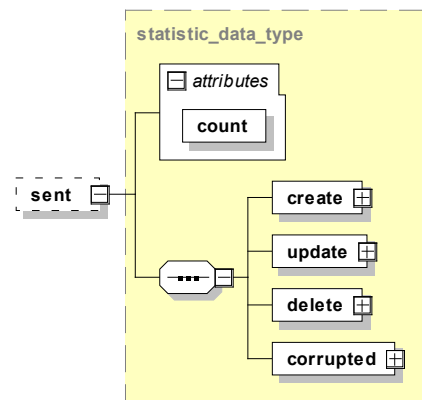 statistic_data_type
attributes
count
sent
create
update
delete
corrupted